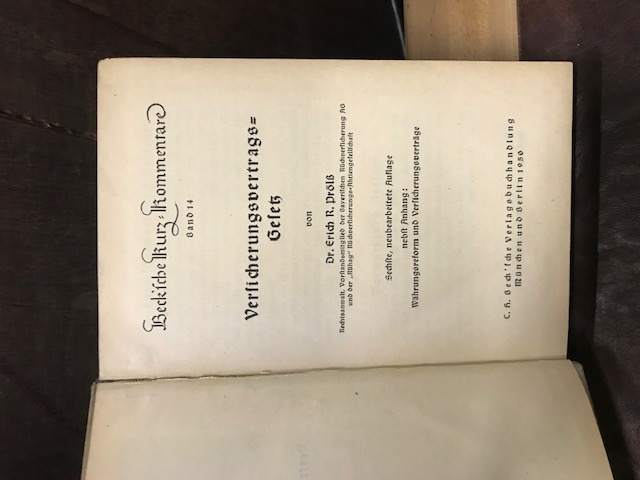 Beck'sche Kurz-Kommentare
Band 14
Versicherungsvertrags=
Gesetz
von
Dr. Erich R. Prölß
Rechtsanwalt, Vorstandsmitglied der Bayerischen Rückversicherung AG
und der „Rühag“ Rückversicherungs-Aktiengesellschaft
Sechste, neubearbeitete Auflage
nebst Anhang:
Währungsreform und Versicherungsverträge
C. H. Beck'sche Verlagsbuchhandlung
München und Berlin 1950